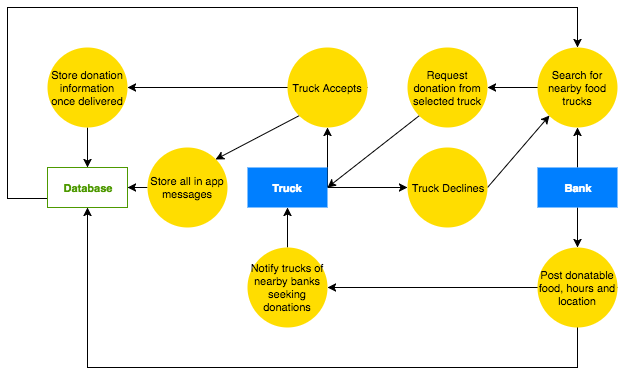 Store donation
information
once delivered
Truck Accepts
Request
donation from
selected truck
Search for
nearby food
trucks
Database
Store all in app
messages
Truck
Truck Declines
Bank
Notify trucks of
nearby banks
seeking
donations
Post donatable
food, hours and
location